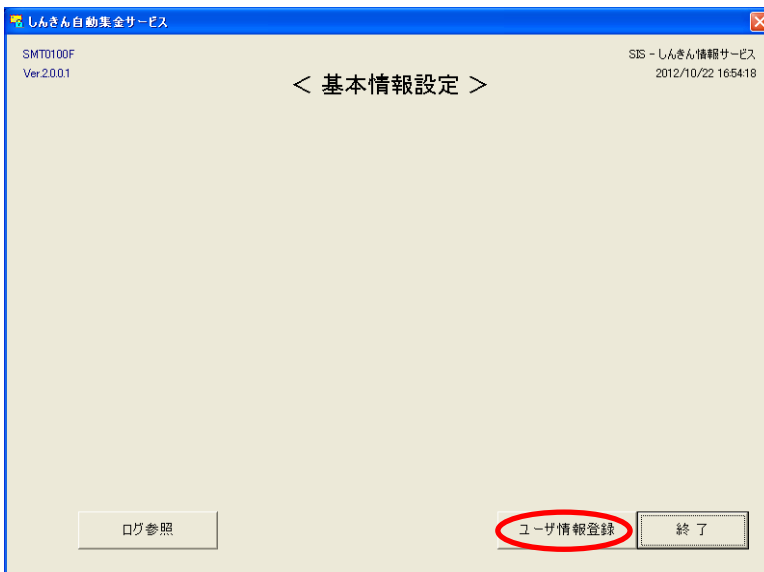 しんきん自動集金サービス
SMT0100F
SIS - しんきん情報サービス
Ver.2.0.0.1
2012/10/22 16:54:18
＜ 基本情報設定 ＞
ログ参照
ユーザ情報登録
終 了